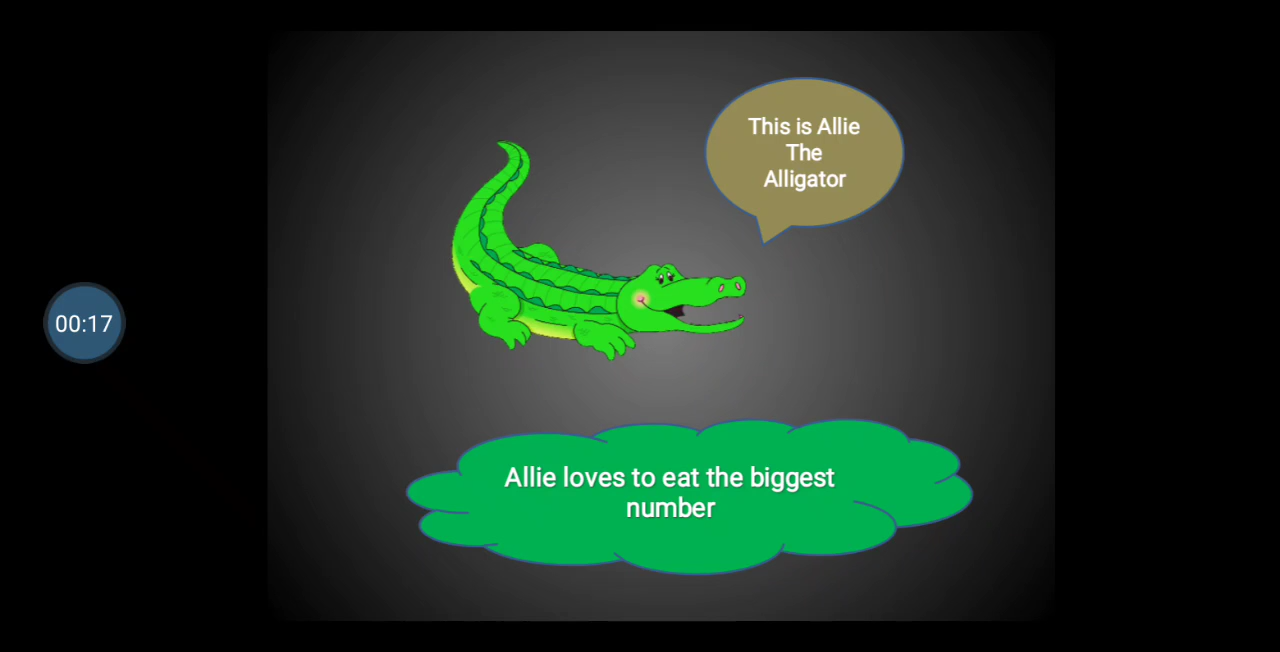 This is Allie
The
Alligator
00:17
Allie loves to eat the biggest
number